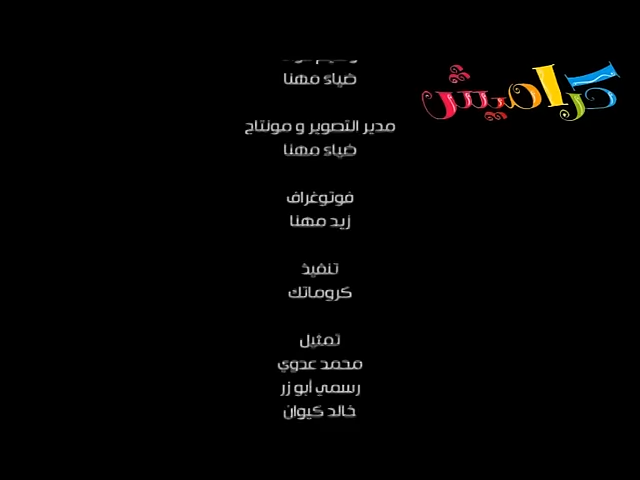 كراميش
ضياء مهنا
مدير التصوير و مونتاج
ضياء مهنا
فوتوغراف
زيد مهنا
تنفيذ
كروماتك
تمثيل
محمد عدوي
رسمي أبو زر
خالد كيوان